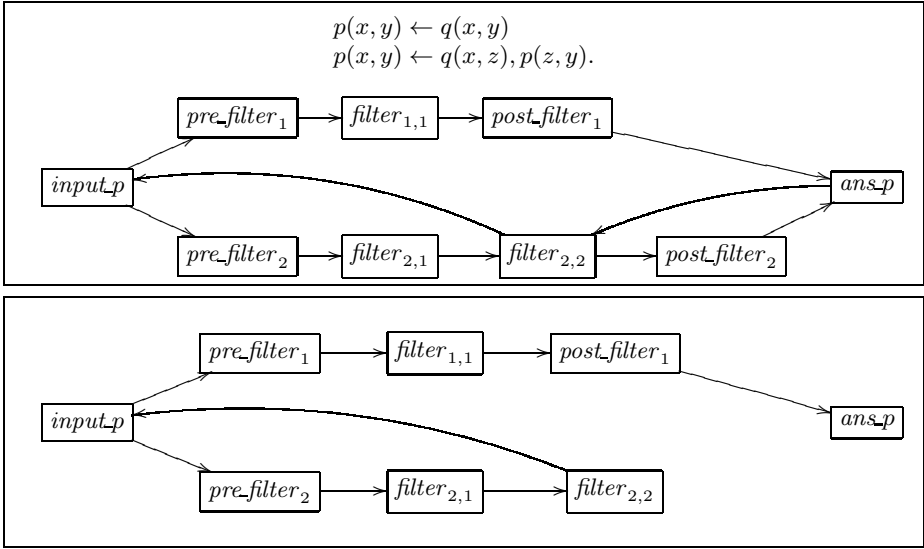 p(x, y) ← q(x, y)
p(x, y) ← q(x, z), p(z, y).
pre_filter₁ filter₁,₁ post_filter₁
input_p ans_p
pre_filter₂ filter₂,₁ filter₂,₂ post_filter₂
pre_filter₁ filter₁,₁ post_filter₁
input_p ans_p
pre_filter₂ filter₂,₁ filter₂,₂